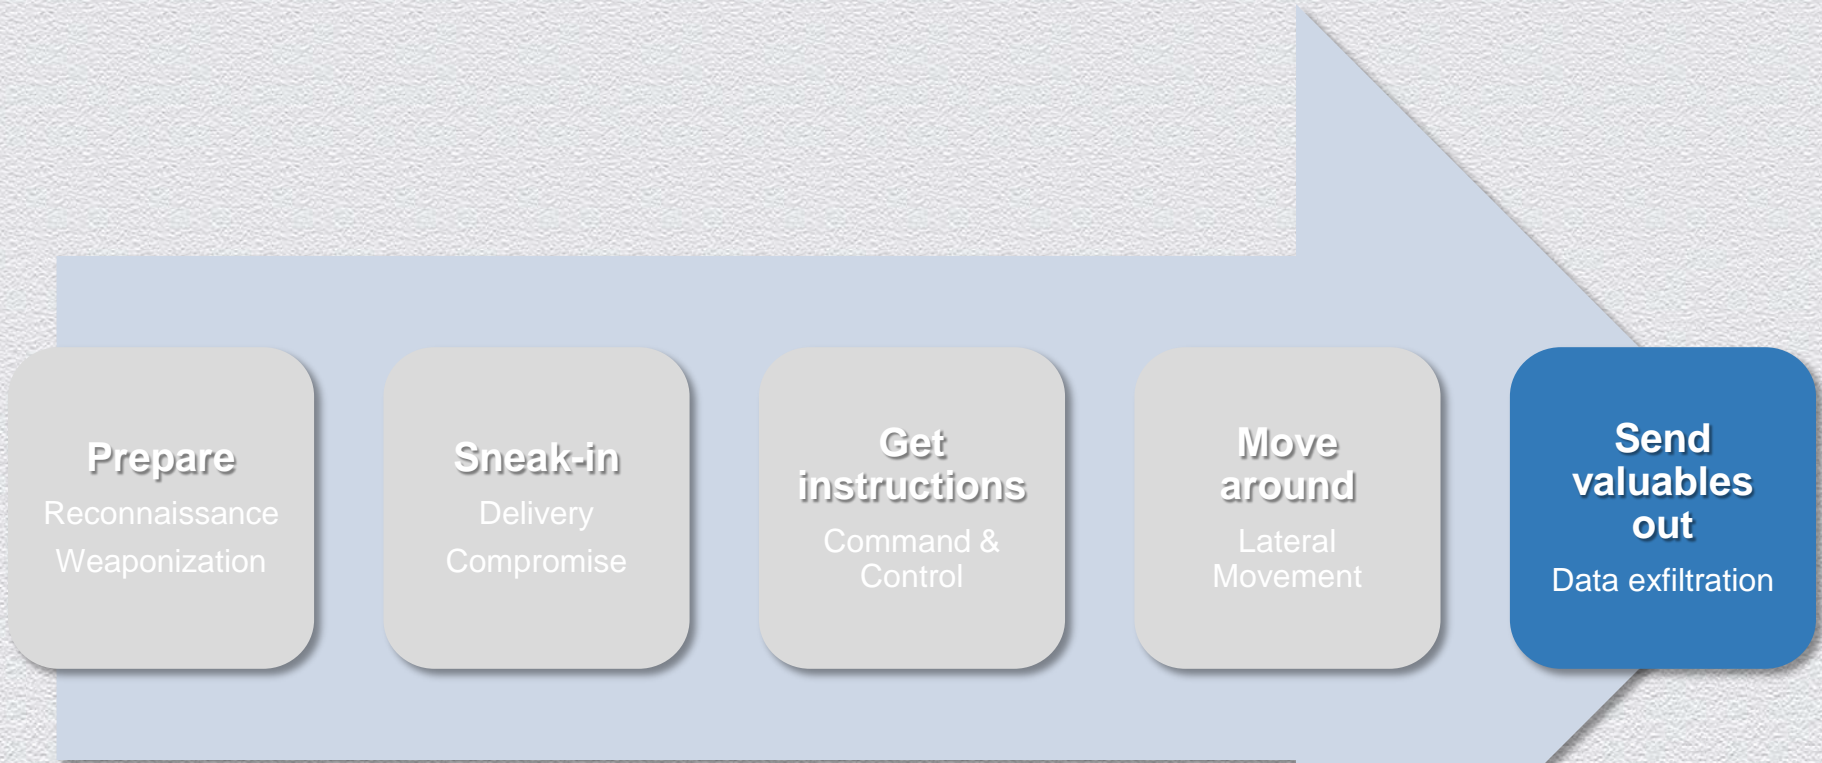 Prepare
Reconnaissance
Weaponization
Sneak-in
Delivery
Compromise
Get
instructions
Command &
Control
Move
around
Lateral
Movement
Send
valuables
out
Data exfiltration